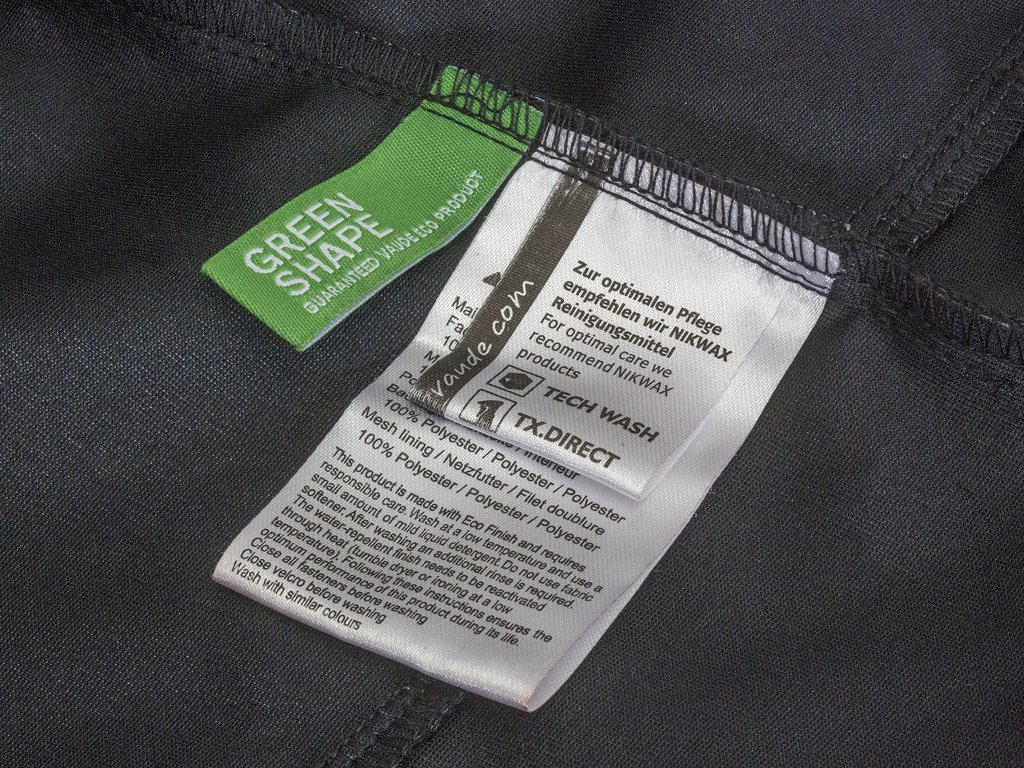 GREEN
SHAPE
GUARANTEED VAUDE ECO PRODUCT
vaude.com
Zur optimalen Pflege
empfehlen wir NIKWAX
Reinigungsmittel
For optimal care we
recommend NIKWAX
products
TECH WASH
TX.DIRECT
100% Polyester / Polyester / Polyester
Mesh lining / Netzfutter / Filet doublure
100% Polyester / Polyester / Polyester
This product is made with Eco Finish and requires
responsible care. Wash at a low temperature and use a
small amount of mild liquid detergent. Do not use fabric
softener. After washing an additional rinse is required.
The water-repellent finish needs to be reactivated
through heat (tumble dryer or ironing at a low
temperature). Following these instructions ensures the
optimum performance of this product during its life.
Close all fasteners before washing
Close velcro before washing
Wash with similar colours